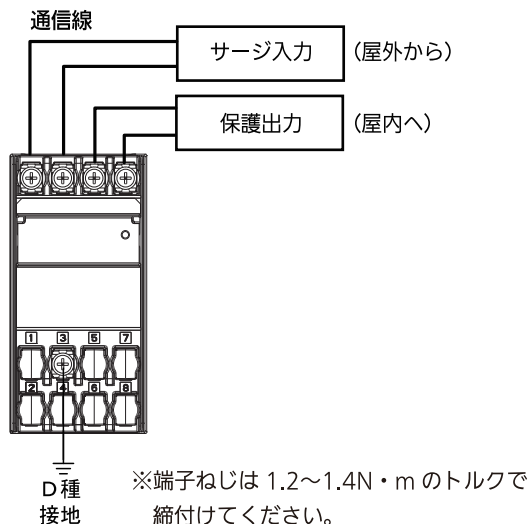 通信線
サージ入力 (屋外から)
保護出力 (屋内へ)
1 3 5 7
2 4 6 8
D種
接地
※端子ねじは 1.2～1.4N・m のトルクで
締付けてください。